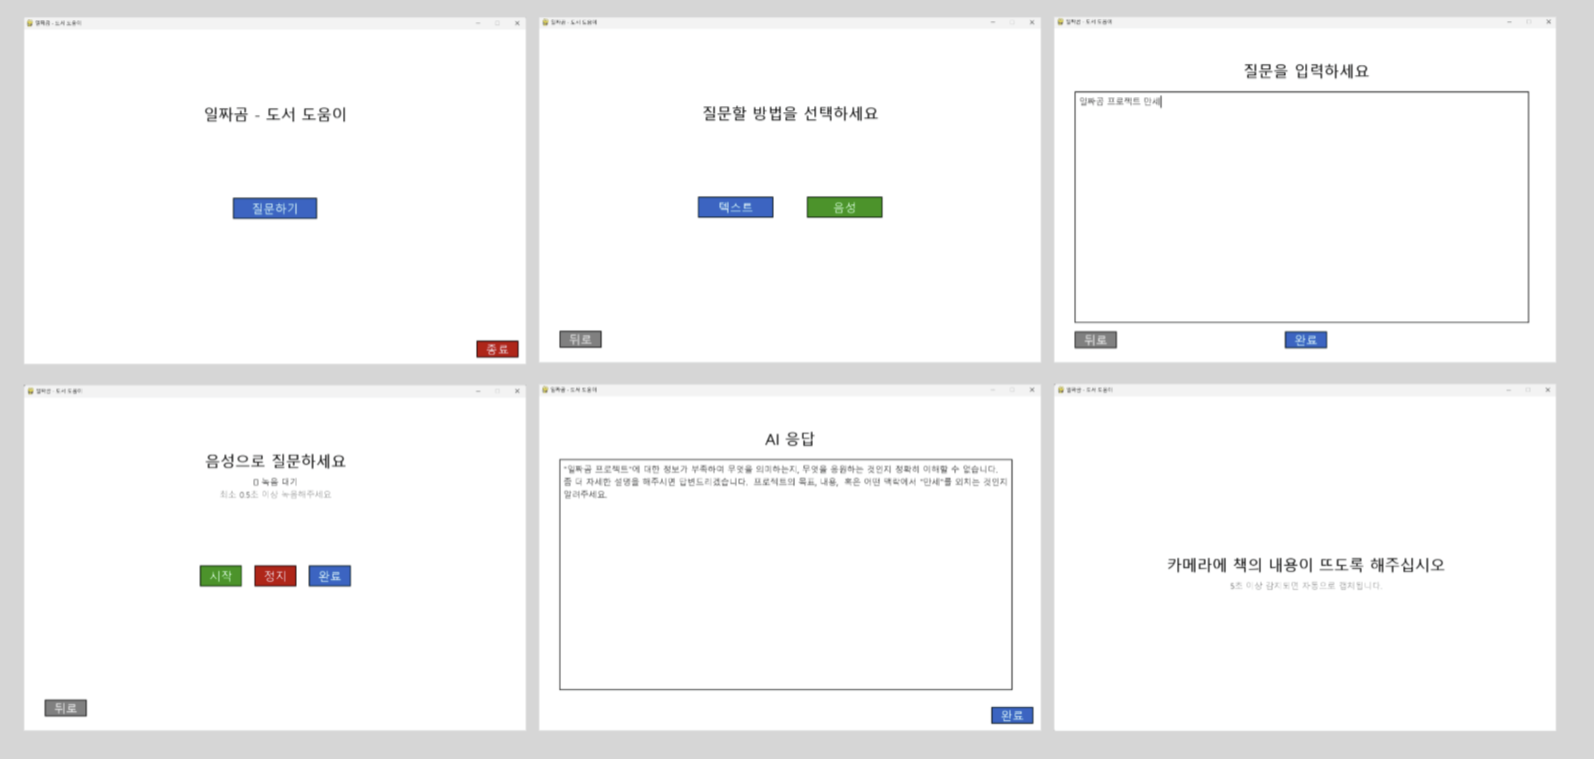 일짜곰 - 도서 도움이
일짜곰 - 도서 도움이
질문하기
종료
일짜곰 - 도서 도움이
질문할 방법을 선택하세요
텍스트
음성
뒤로
일짜곰 - 도서 도움이
질문을 입력하세요
일짜곰 프로젝트 만세
뒤로
완료
일짜곰 - 도서 도움이
음성으로 질문하세요
녹음 대기
최소 0.5초 이상 녹음해주세요
시작
정지
완료
뒤로
일짜곰 - 도서 도움이
AI 응답
"일짜곰 프로젝트"에 대한 정보가 부족하여 무엇을 의미하는지, 무엇을 응원하는 것인지 정확히 이해할 수 없습니다.
좀 더 자세한 설명을 해주시면 답변드리겠습니다. 프로젝트의 목표, 내용, 혹은 어떤 맥락에서 "만세"를 외치는 것인지
알려주세요.
완료
일짜곰 - 도서 도움이
카메라에 책의 내용이 뜨도록 해주십시오
5초 이상 감지되면 자동으로 캡처됩니다.